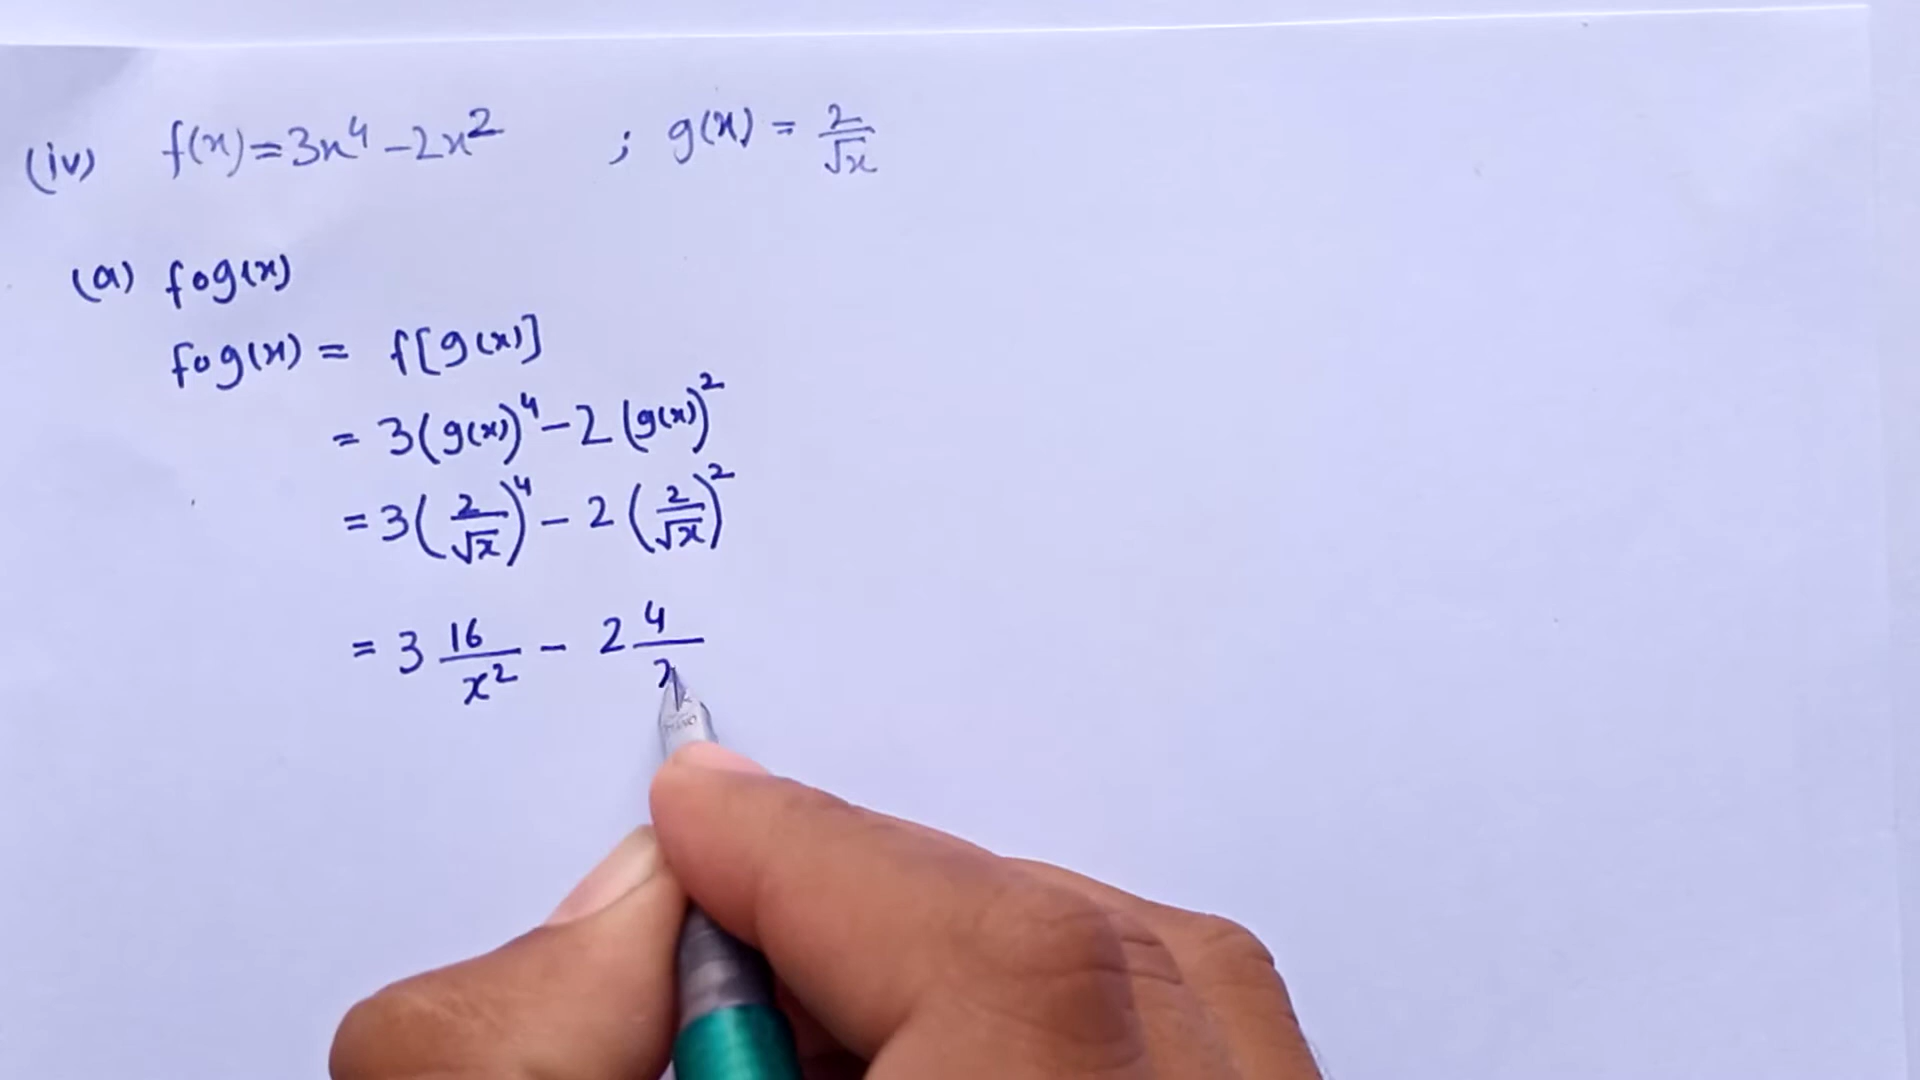 (iv) f(x)=3x⁴-2x² ; g(x) = 2/√x
(a) fog(x)
fog(x) = f[g(x)]
= 3(g(x))⁴-2(g(x))²
=3(2/√x)⁴-2(2/√x)²
= 3 16/x² - 2 4/x